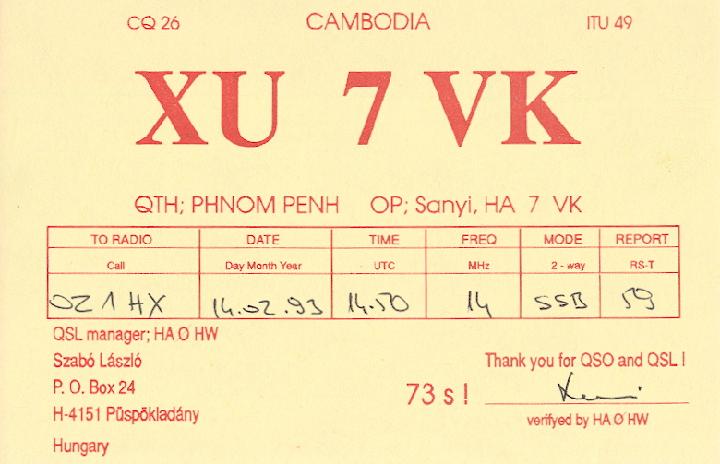 CQ 26 CAMBODIA ITU 49
XU 7 VK
QTH; PHNOM PENH OP; Sanyi, HA 7 VK
TO RADIO DATE TIME FREQ MODE REPORT
Call Day Month Year UTC MHz 2 - way RS-T
OZ1HX 14.02.93 14.50 14 SSB 59
QSL manager; HA O HW
Szabó László
P. O. Box 24
H-4151 Püspökladány
Hungary
Thank you for QSO and QSL !
73 s !
verifyed by HA O HW